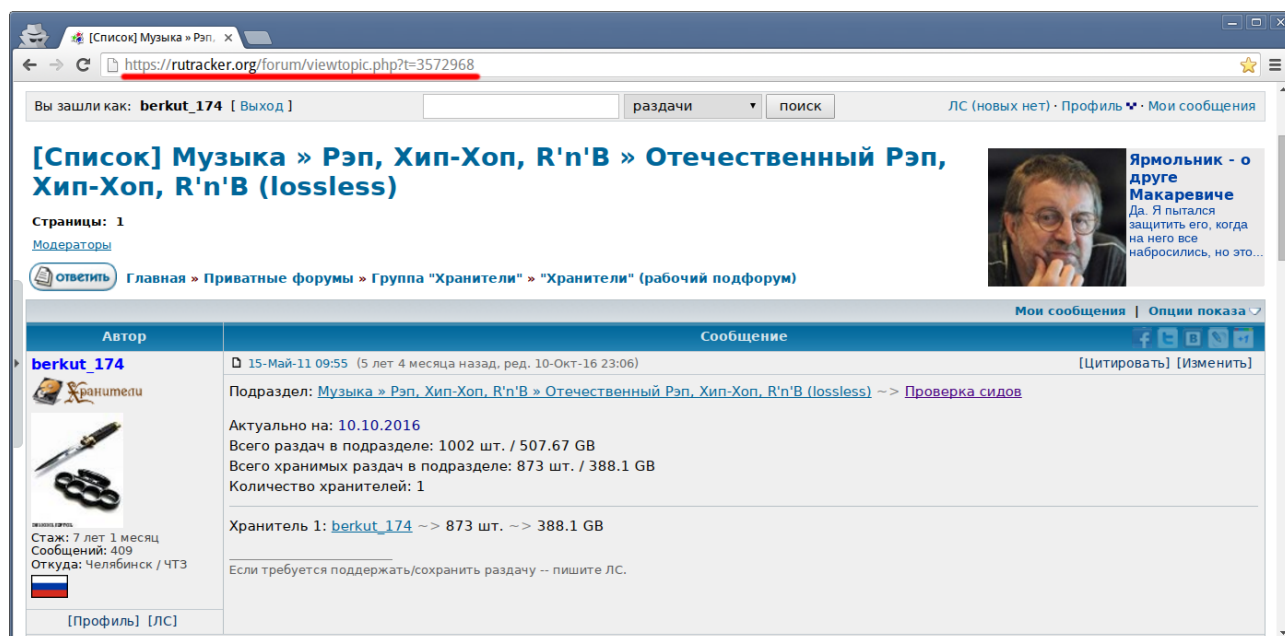 [Список] Музыка » Рэп,
https://rutracker.org/forum/viewtopic.php?t=3572968
Вы зашли как: berkut_174 [ Выход ] раздачи поиск ЛС (новых нет) · Профиль · Мои сообщения
[Список] Музыка » Рэп, Хип-Хоп, R'n'B » Отечественный Рэп,
Хип-Хоп, R'n'B (lossless)
Страницы: 1
Модераторы
ответить Главная » Приватные форумы » Группа "Хранители" » "Хранители" (рабочий подфорум)
Ярмольник - о
друге
Макаревиче
Да. Я пытался
защитить его, когда
на него все
набросились, но это...
Мои сообщения | Опции показа
Автор Сообщение
berkut_174
Хранители
Стаж: 7 лет 1 месяц
Сообщений: 409
Откуда: Челябинск / ЧТЗ
[Профиль] [ЛС]
15-Май-11 09:55 (5 лет 4 месяца назад, ред. 10-Окт-16 23:06) [Цитировать] [Изменить]
Подраздел: Музыка » Рэп, Хип-Хоп, R'n'B » Отечественный Рэп, Хип-Хоп, R'n'B (lossless) ~> Проверка сидов
Актуально на: 10.10.2016
Всего раздач в подразделе: 1002 шт. / 507.67 GB
Всего хранимых раздач в подразделе: 873 шт. / 388.1 GB
Количество хранителей: 1
Хранитель 1: berkut_174 ~> 873 шт. ~> 388.1 GB
Если требуется поддержать/сохранить раздачу -- пишите ЛС.